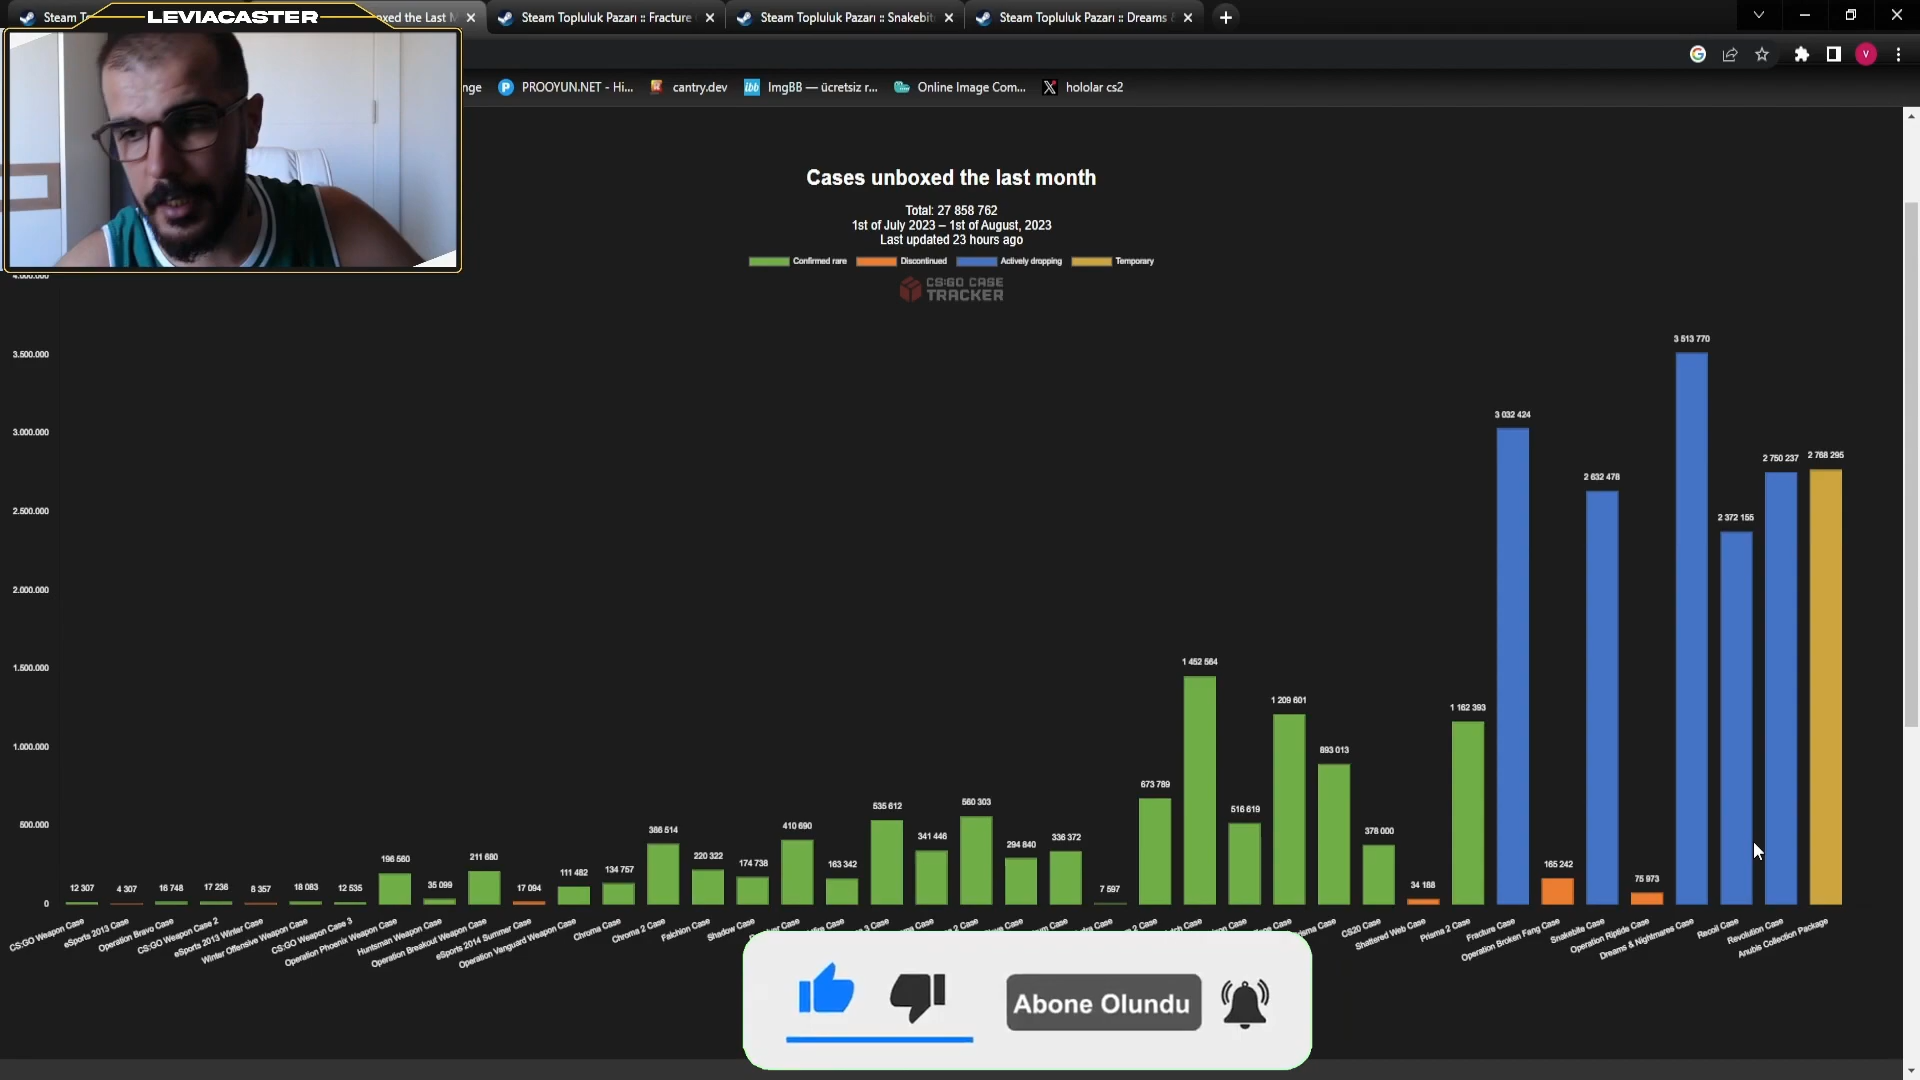 Steam T
LEVIACASTER
oxed the Last M
Steam Topluluk Pazarı :: Fracture
Steam Topluluk Pazarı :: Snakebit
Steam Topluluk Pazarı :: Dreams
V
nge
PROOYUN.NET - Hi...
cantry.dev
ibb
ImgBB — ücretsiz r...
Online Image Com...
hololar cs2
Cases unboxed the last month
Total: 27 858 762
1st of July 2023 – 1st of August, 2023
Last updated 23 hours ago
Confirmed rare
Discontinued
Actively dropping
Temporary
CS:GO CASE
TRACKER
4.000.000
3.500.000
3.000.000
2.500.000
2.000.000
1.500.000
1.000.000
500.000
0
12 307
4 307
16 748
17 236
8 357
18 083
12 535
196 560
35 099
211 680
17 094
111 482
134 757
386 514
220 322
174 738
410 690
163 342
535 612
341 446
560 303
294 840
336 372
7 597
673 789
1 452 564
516 619
1 209 601
893 013
378 000
34 188
1 162 393
3 032 424
165 242
2 632 478
75 973
3 513 770
2 372 155
2 750 237
2 768 295
CS:GO Weapon Case
eSports 2013 Case
Operation Bravo Case
CS:GO Weapon Case 2
eSports 2013 Winter Case
Winter Offensive Weapon Case
CS:GO Weapon Case 3
Operation Phoenix Weapon Case
Huntsman Weapon Case
Operation Breakout Weapon Case
eSports 2014 Summer Case
Operation Vanguard Weapon Case
Chroma Case
Chroma 2 Case
Falchion Case
Shadow Case
CS20 Case
Shattered Web Case
Prisma 2 Case
Fracture Case
Operation Broken Fang Case
Snakebite Case
Operation Riptide Case
Dreams & Nightmares Case
Recoil Case
Revolution Case
Anubis Collection Package
Abone Olundu